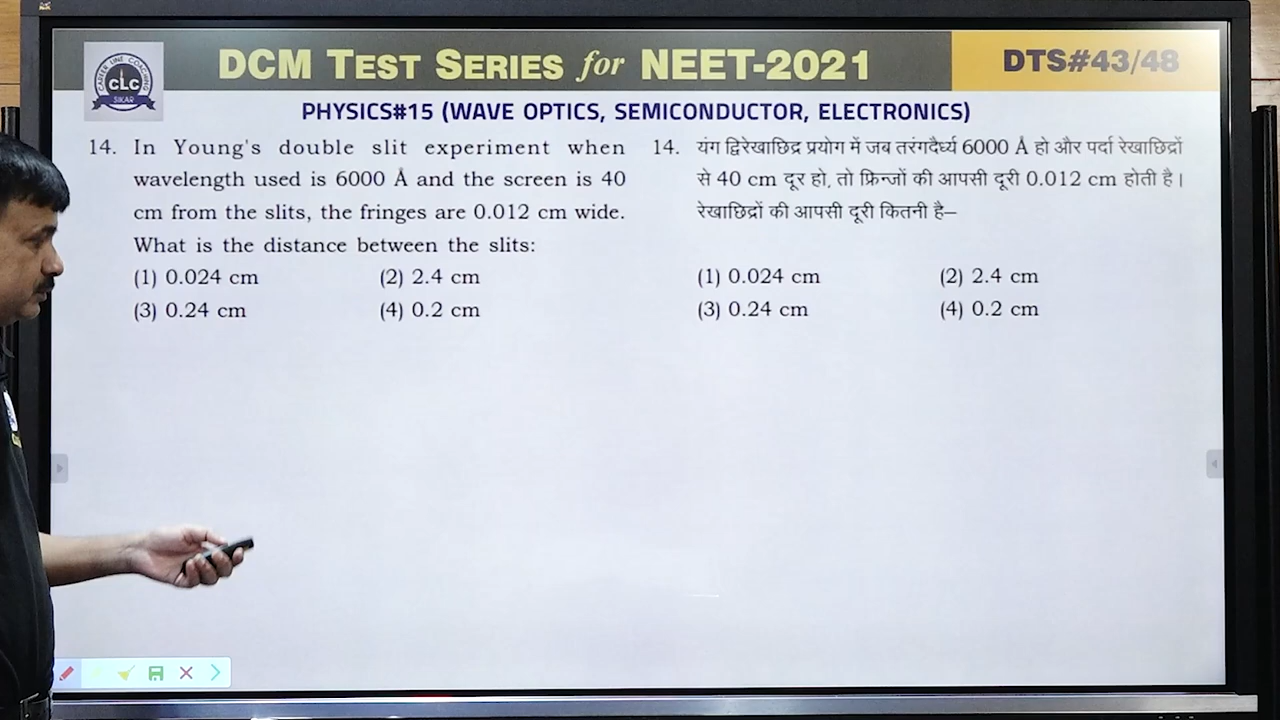 DCM TEST SERIES for NEET-2021
DTS#43/48
CAREER LINE COACHING
CLC
SIKAR
PHYSICS#15 (WAVE OPTICS, SEMICONDUCTOR, ELECTRONICS)
14. In Young's double slit experiment when
wavelength used is 6000 Å and the screen is 40
cm from the slits, the fringes are 0.012 cm wide.
What is the distance between the slits:
(1) 0.024 cm (2) 2.4 cm
(3) 0.24 cm (4) 0.2 cm
14. यंग द्विरेखाछिद्र प्रयोग में जब तरंगदैर्ध्य 6000 Å हो और पर्दा रेखाछिद्रों
से 40 cm दूर हो, तो फ्रिन्जों की आपसी दूरी 0.012 cm होती है।
रेखाछिद्रों की आपसी दूरी कितनी है–
(1) 0.024 cm (2) 2.4 cm
(3) 0.24 cm (4) 0.2 cm